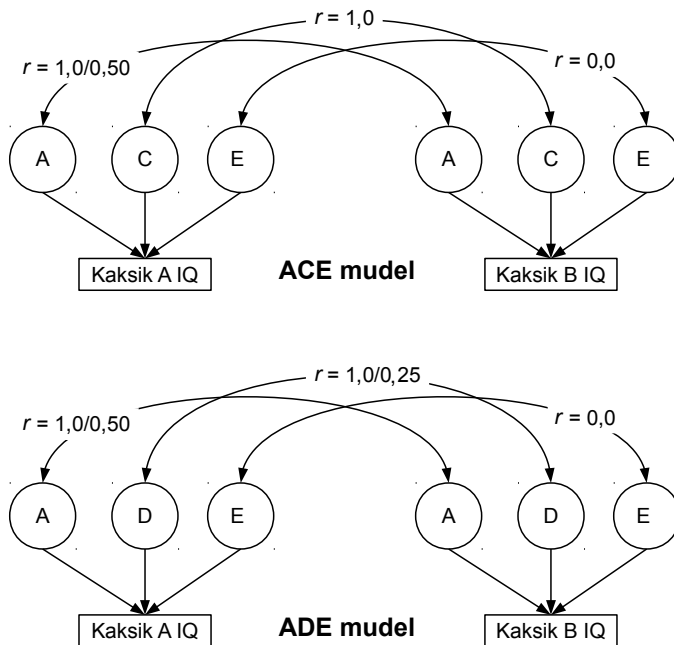 r = 1,0
r = 1,0/0,50
r = 0,0
A C E A C E
Kaksik A IQ ACE mudel Kaksik B IQ
r = 1,0/0,25
r = 1,0/0,50
r = 0,0
A D E A D E
Kaksik A IQ ADE mudel Kaksik B IQ